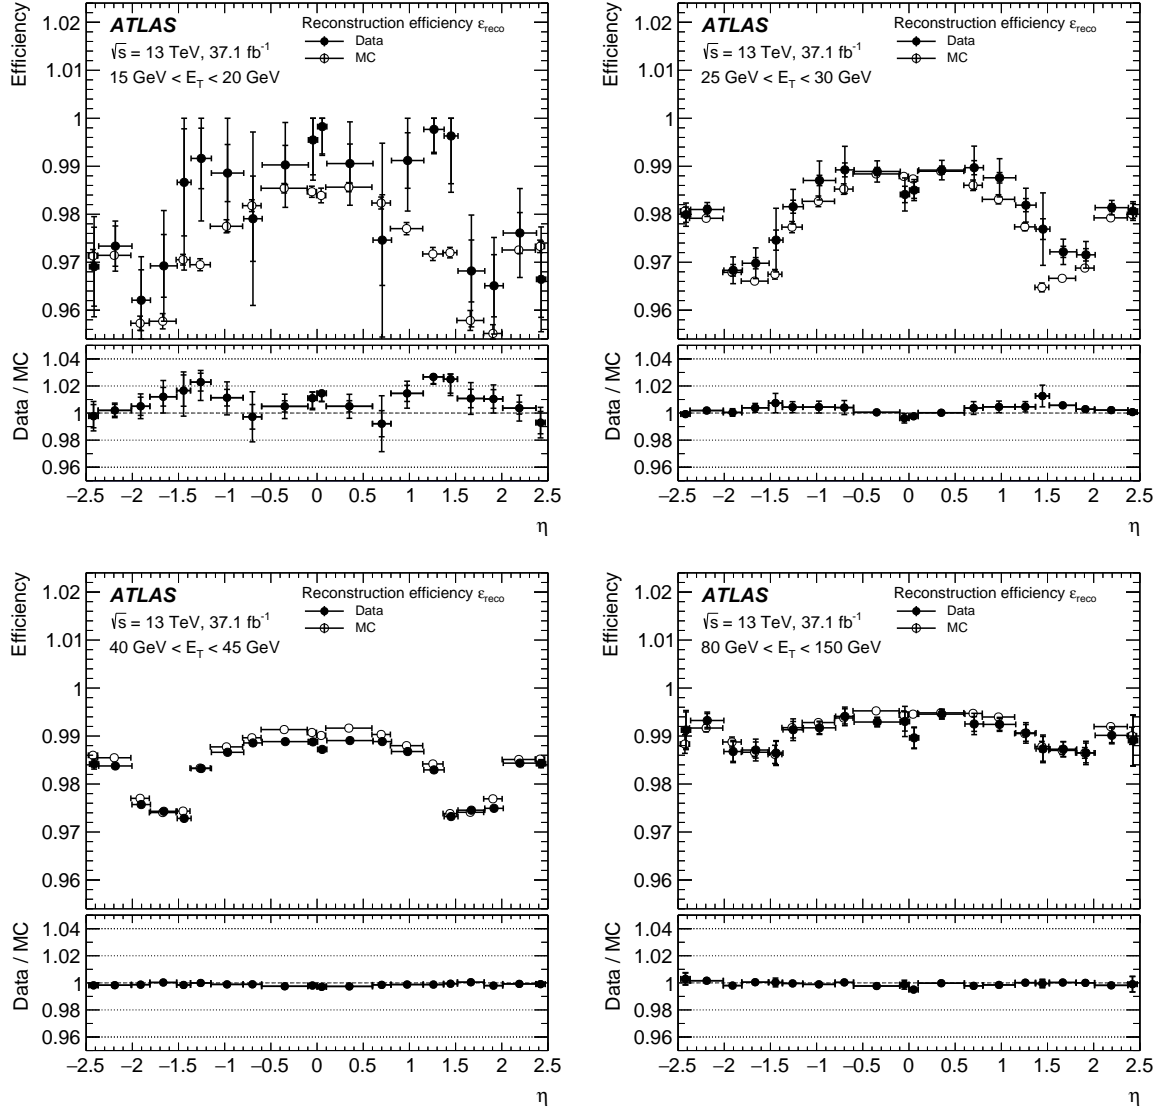 Efficiency
1.02
1.01
1
0.99
0.98
0.97
0.96
ATLAS
√s = 13 TeV, 37.1 fb⁻¹
15 GeV < E_T < 20 GeV
Reconstruction efficiency ε_reco
Data
MC
Data / MC
1.04
1.02
1
0.98
0.96
−2.5 −2 −1.5 −1 −0.5 0 0.5 1 1.5 2 2.5
η
Efficiency
1.02
1.01
1
0.99
0.98
0.97
0.96
ATLAS
√s = 13 TeV, 37.1 fb⁻¹
25 GeV < E_T < 30 GeV
Reconstruction efficiency ε_reco
Data
MC
Data / MC
1.04
1.02
1
0.98
0.96
−2.5 −2 −1.5 −1 −0.5 0 0.5 1 1.5 2 2.5
η
Efficiency
1.02
1.01
1
0.99
0.98
0.97
0.96
ATLAS
√s = 13 TeV, 37.1 fb⁻¹
40 GeV < E_T < 45 GeV
Reconstruction efficiency ε_reco
Data
MC
Data / MC
1.04
1.02
1
0.98
0.96
−2.5 −2 −1.5 −1 −0.5 0 0.5 1 1.5 2 2.5
η
Efficiency
1.02
1.01
1
0.99
0.98
0.97
0.96
ATLAS
√s = 13 TeV, 37.1 fb⁻¹
80 GeV < E_T < 150 GeV
Reconstruction efficiency ε_reco
Data
MC
Data / MC
1.04
1.02
1
0.98
0.96
−2.5 −2 −1.5 −1 −0.5 0 0.5 1 1.5 2 2.5
η